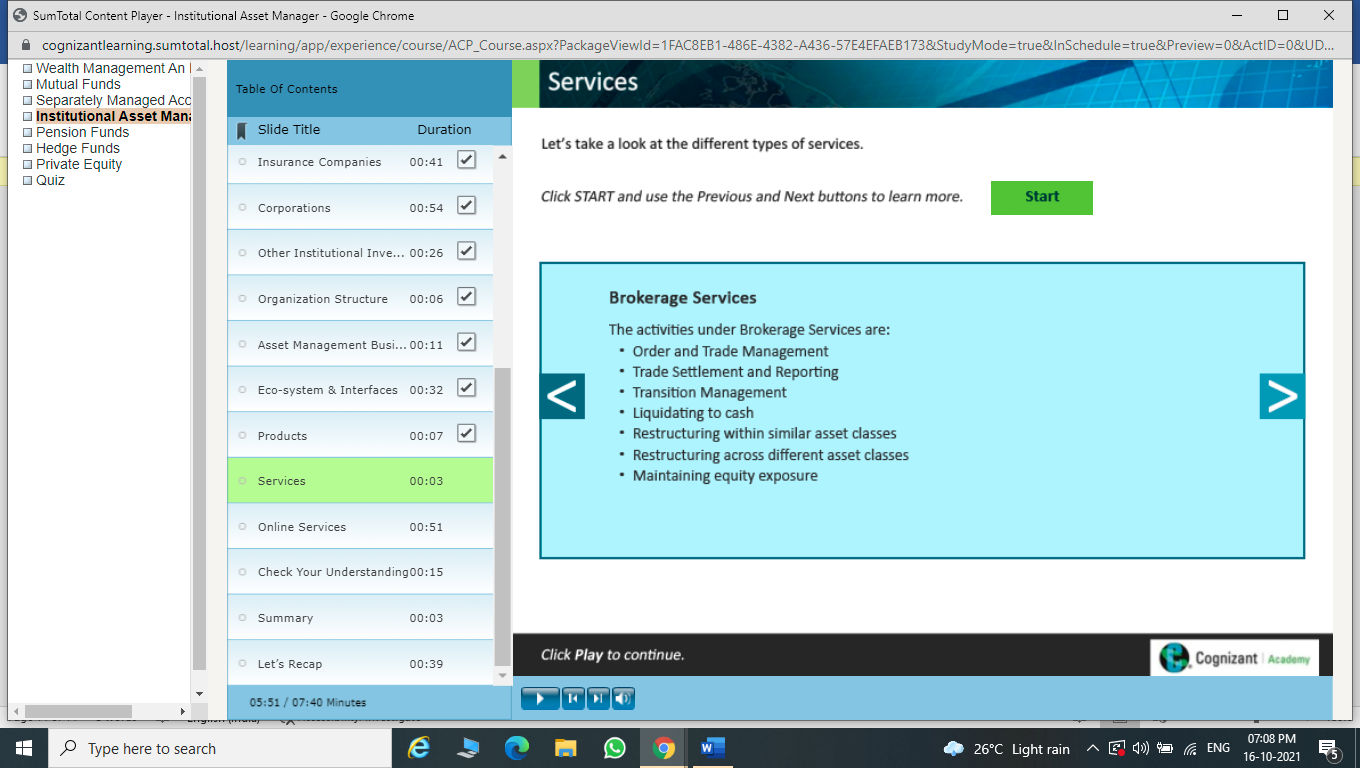 SumTotal Content Player - Institutional Asset Manager - Google Chrome
cognizantlearning.sumtotal.host/learning/app/experience/course/ACP_Course.aspx?PackageViewId=1FAC8EB1-486E-4382-A436-57E4EFAEB173&StudyMode=true&InSchedule=true&Preview=0&ActID=0&UD...
Wealth Management An
Mutual Funds
Separately Managed Acc
Institutional Asset Mana
Pension Funds
Hedge Funds
Private Equity
Quiz
Table Of Contents
Slide Title Duration
Insurance Companies 00:41
Corporations 00:54
Other Institutional Inve... 00:26
Organization Structure 00:06
Asset Management Busi... 00:11
Eco-system & Interfaces 00:32
Products 00:07
Services 00:03
Online Services 00:51
Check Your Understanding 00:15
Summary 00:03
Let's Recap 00:39
05:51 / 07:40 Minutes
Services
Let's take a look at the different types of services.
Click START and use the Previous and Next buttons to learn more.
Start
Brokerage Services
The activities under Brokerage Services are:
• Order and Trade Management
• Trade Settlement and Reporting
• Transition Management
• Liquidating to cash
• Restructuring within similar asset classes
• Restructuring across different asset classes
• Maintaining equity exposure
<
>
Click Play to continue.
Cognizant | Academy
Type here to search
26°C Light rain
ENG
07:08 PM
16-10-2021
5